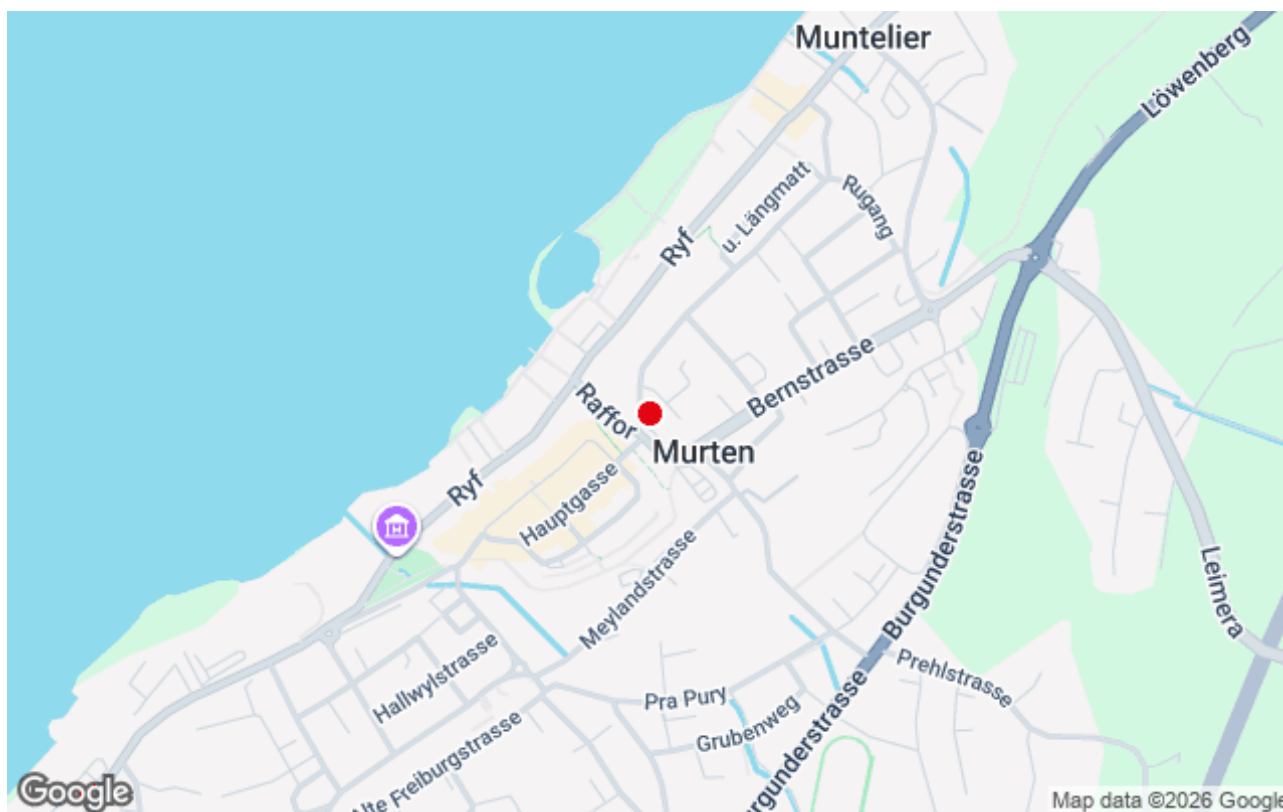 Muntelier
Löwenberg
u. Längmatt
Rugang
Ryf
Bernstrasse
Raffor
Murten
Ryf
Hauptgasse
Meylandstrasse
Burgunderstrasse
Leimera
Hallwylstrasse
Prehlstrasse
Pra Pury
Grubenweg
Alte Freiburgstrasse
urgunderstrasse
H
Google
Map data ©2026 Google